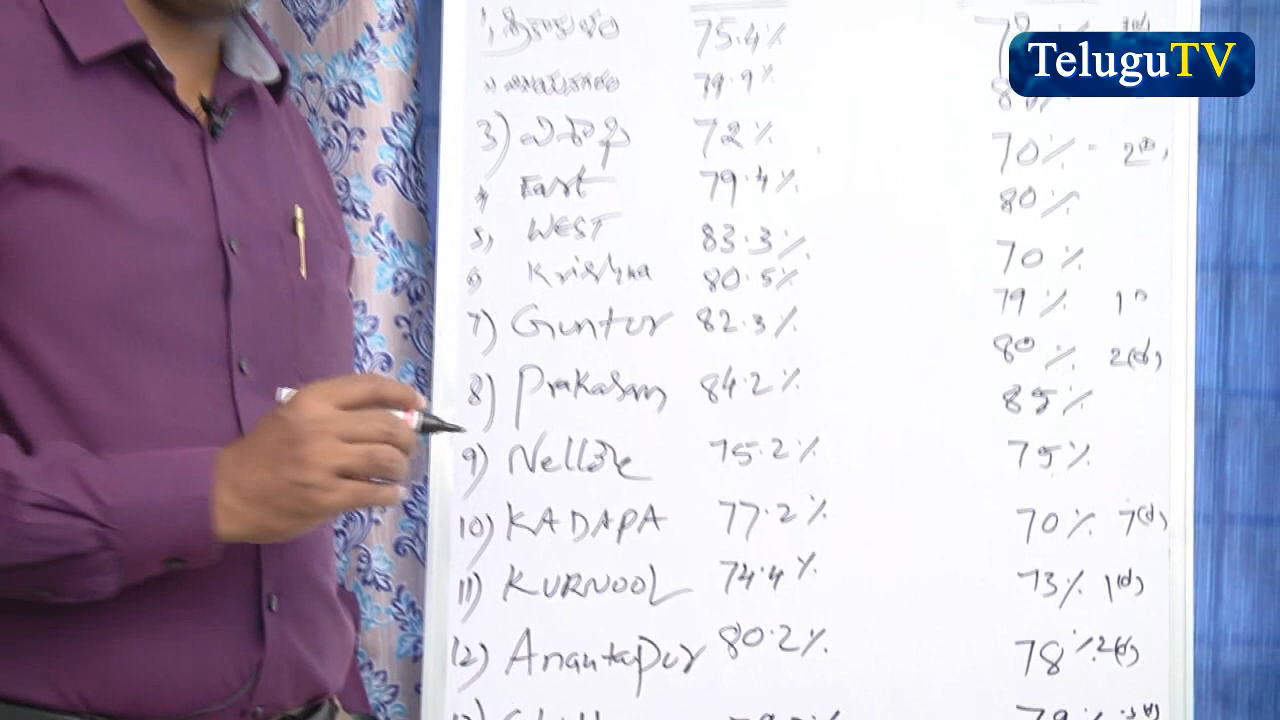 1, శ్రీకాకుళం 75.4%
TeluguTV
2) విజయనగరం 79.9%
3) విశాఖ 72% 70% - 2(d),
4, East 79.4% 80%
5, WEST 83.3% 70%
6) Krishna 80.5% 79% 1
7) Guntur 82.3% 80% 2(d)
8) Prakasam 84.2% 85%
9) Nellore 75.2% 75%
10) KADAPA 77.2% 70% 7(d)
11) KURNOOL 74.4% 73% 1(d)
12) Anantapur 80.2% 78% 2(d)